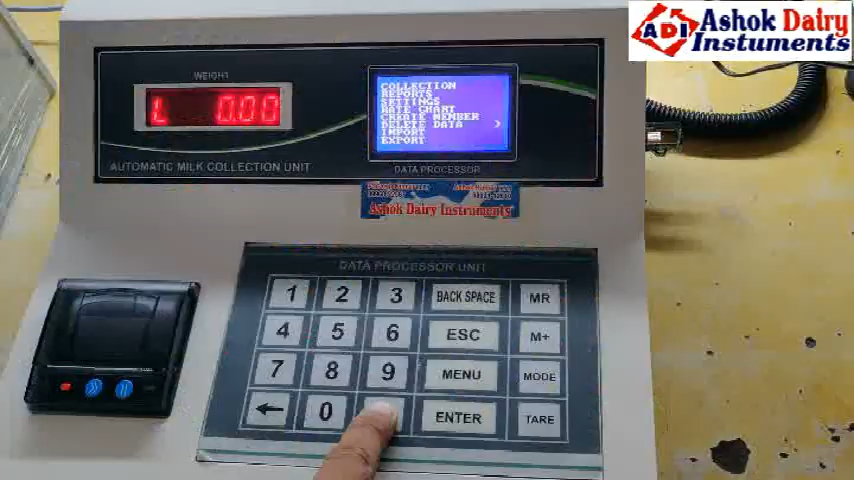 Ashok Dairy
ADI
Instuments
WEIGHT
L 0.00
COLLECTION
REPORTS
SETTINGS
RATE CHART
CREATE MEMBER
DELETE DATA >
IMPORT
EXPORT
AUTOMATIC MILK COLLECTION UNIT
DATA PROCESSOR
Ashok Dairy Instruments
DATA PROCESSOR UNIT
1 2 3 BACK SPACE MR
4 5 6 ESC M+
7 8 9 MENU MODE
← 0 ENTER TARE